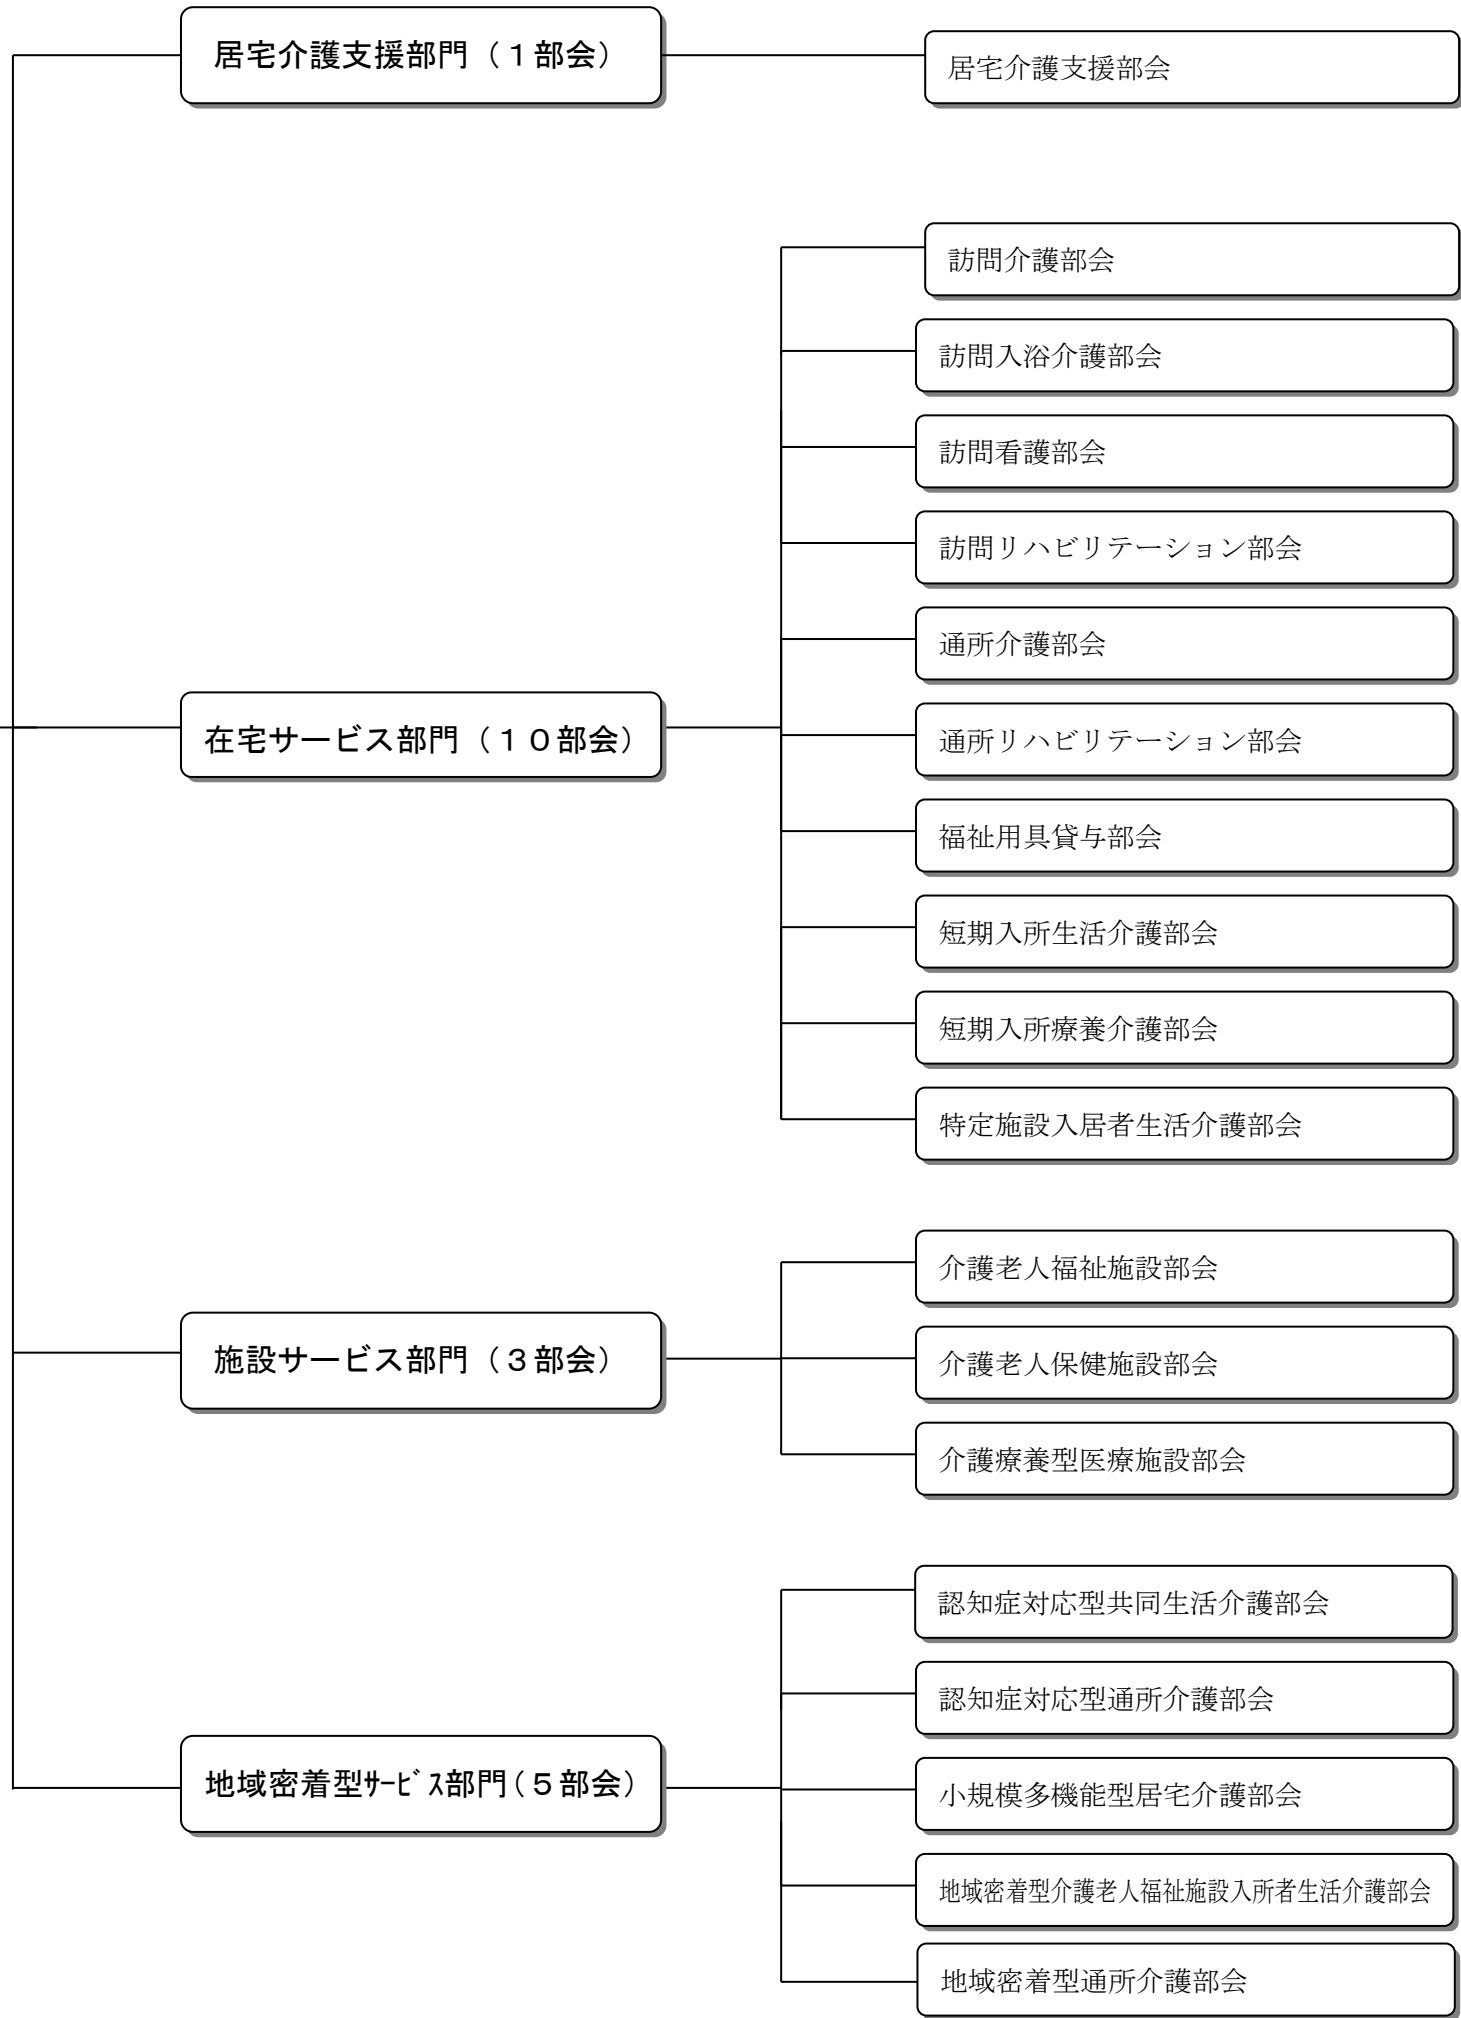 居宅介護支援部門（１部会）
居宅介護支援部会
在宅サービス部門（１０部会）
訪問介護部会
訪問入浴介護部会
訪問看護部会
訪問リハビリテーション部会
通所介護部会
通所リハビリテーション部会
福祉用具貸与部会
短期入所生活介護部会
短期入所療養介護部会
特定施設入居者生活介護部会
施設サービス部門（３部会）
介護老人福祉施設部会
介護老人保健施設部会
介護療養型医療施設部会
地域密着型ｻｰﾋﾞｽ部門（５部会）
認知症対応型共同生活介護部会
認知症対応型通所介護部会
小規模多機能型居宅介護部会
地域密着型介護老人福祉施設入所者生活介護部会
地域密着型通所介護部会